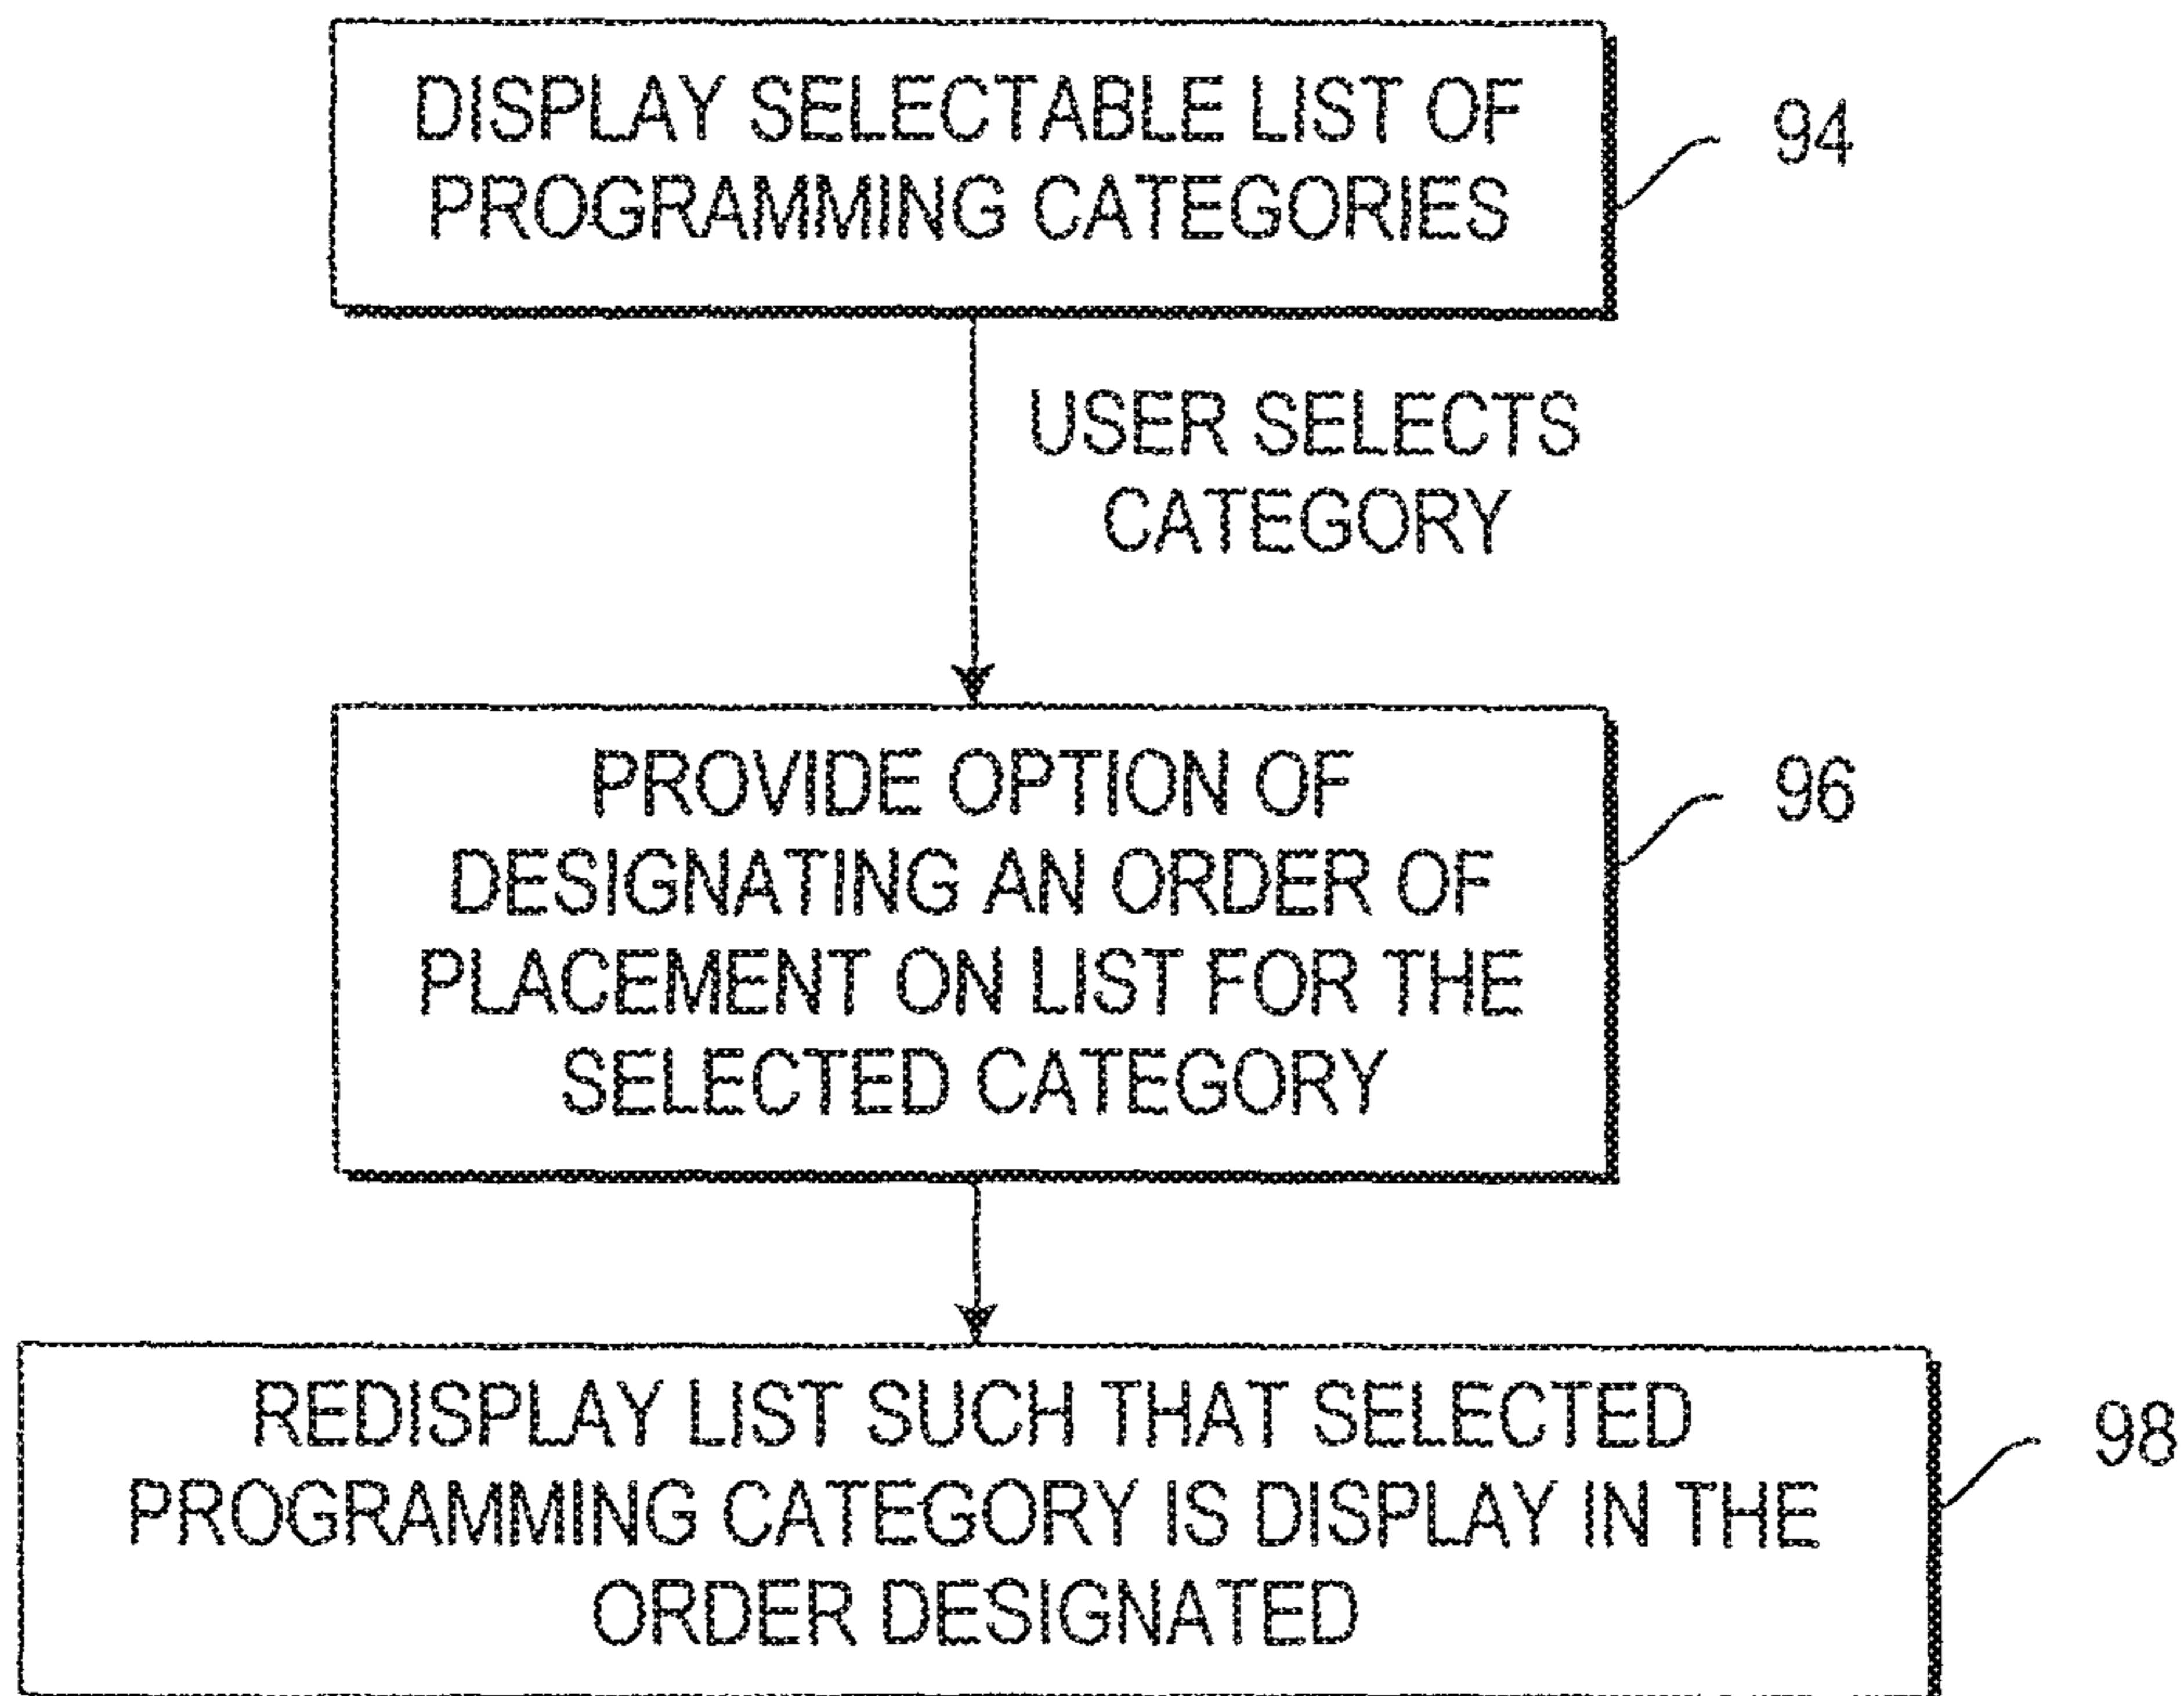 DISPLAY SELECTABLE LIST OF
PROGRAMMING CATEGORIES
94
USER SELECTS
CATEGORY
PROVIDE OPTION OF
DESIGNATING AN ORDER OF
PLACEMENT ON LIST FOR THE
SELECTED CATEGORY
96
REDISPLAY LIST SUCH THAT SELECTED
PROGRAMMING CATEGORY IS DISPLAY IN THE
ORDER DESIGNATED
98